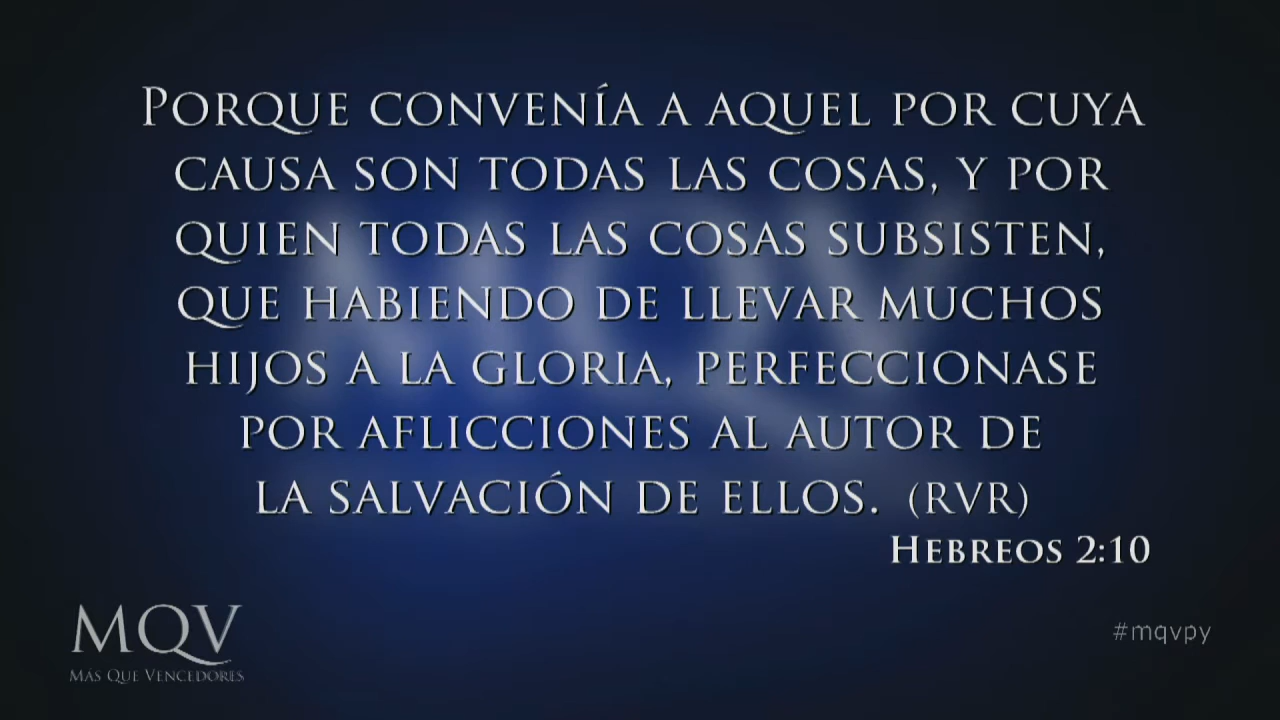 Porque convenía a aquel por cuya
causa son todas las cosas, y por
quien todas las cosas subsisten,
que habiendo de llevar muchos
hijos a la gloria, perfeccionase
por aflicciones al autor de
la salvación de ellos. (RVR)
Hebreos 2:10
MQV
Más Que Vencedores
#mqvpy
MQV